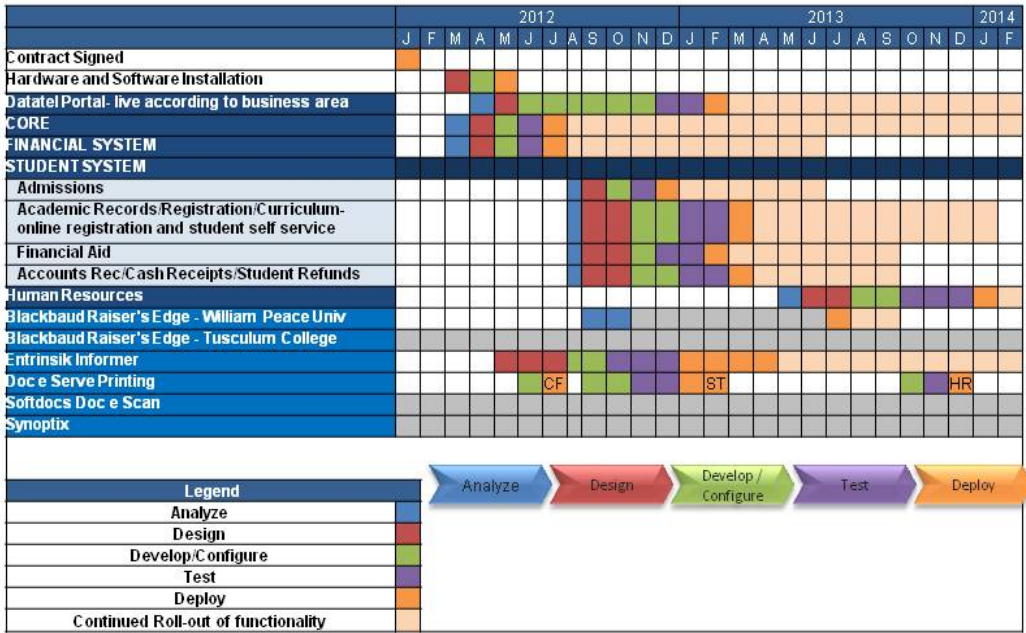 2012 2013 2014
J F M A M J J A S O N D J F M A M J J A S O N D J F
Contract Signed
Hardware and Software Installation
Datatel Portal- live according to business area
CORE
FINANCIAL SYSTEM
STUDENT SYSTEM
Admissions
Academic Records/Registration/Curriculum-
online registration and student self service
Financial Aid
Accounts Rec/Cash Receipts/Student Refunds
Human Resources
Blackbaud Raiser's Edge - William Peace Univ
Blackbaud Raiser's Edge - Tusculum College
Entrinsik Informer
Doc e Serve Printing CF ST HR
Softdocs Doc e Scan
Synoptix
Analyze Design Develop / Configure Test Deploy
Legend
Analyze
Design
Develop/Configure
Test
Deploy
Continued Roll-out of functionality